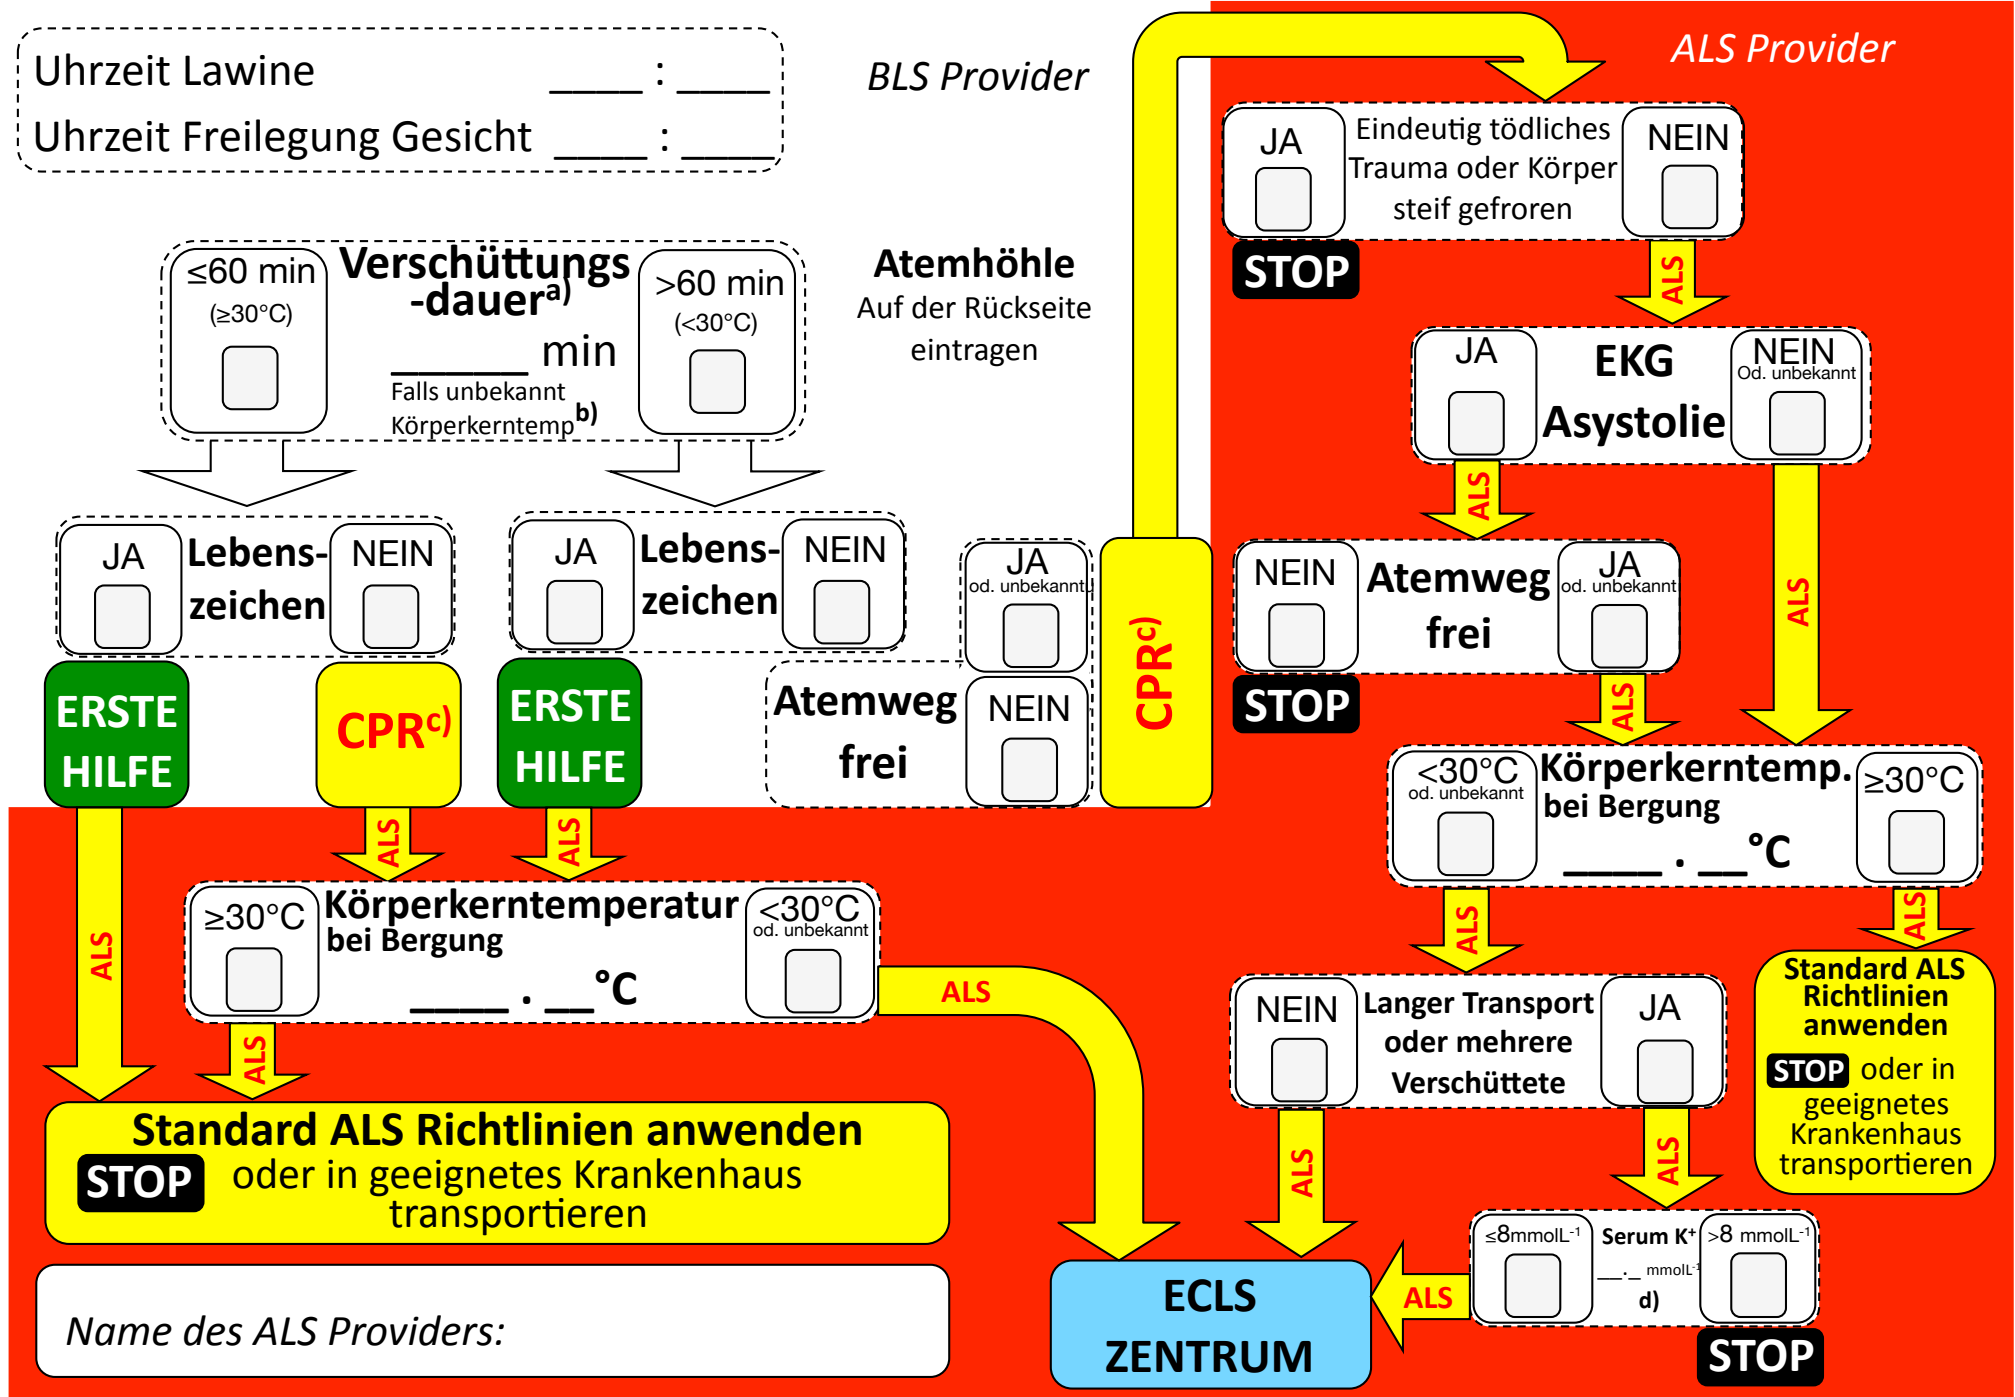 Uhrzeit Lawine ____ : ____
Uhrzeit Freilegung Gesicht ____ : ____
BLS Provider
ALS Provider
≤60 min
(≥30°C)
Verschüttungs
-dauer a)
______ min
Falls unbekannt
Körperkerntemp b)
>60 min
(<30°C)
Atemhöhle
Auf der Rückseite
eintragen
JA
Lebens-
zeichen
NEIN
JA
Lebens-
zeichen
NEIN
ERSTE
HILFE
CPR c)
ERSTE
HILFE
Atemweg
frei
JA
od. unbekannt
NEIN
CPR c)
ALS
ALS
ALS
≥30°C
Körperkerntemperatur
bei Bergung
____ . __ °C
<30°C
od. unbekannt
ALS
ALS
Standard ALS Richtlinien anwenden
STOP oder in geeignetes Krankenhaus
transportieren
Name des ALS Providers:
JA
Eindeutig tödliches
Trauma oder Körper
steif gefroren
NEIN
STOP
ALS
JA
EKG
Asystolie
NEIN
Od. unbekannt
ALS
ALS
NEIN
Atemweg
frei
JA
od. unbekannt
STOP
ALS
<30°C
od. unbekannt
Körperkerntemp.
bei Bergung
____ . __ °C
≥30°C
ALS
ALS
NEIN
Langer Transport
oder mehrere
Verschüttete
JA
Standard ALS
Richtlinien
anwenden
STOP oder in
geeignetes
Krankenhaus
transportieren
ALS
ALS
≤8mmolL-1
Serum K+
__._ mmolL-1
d)
>8 mmolL-1
STOP
ALS
ECLS
ZENTRUM